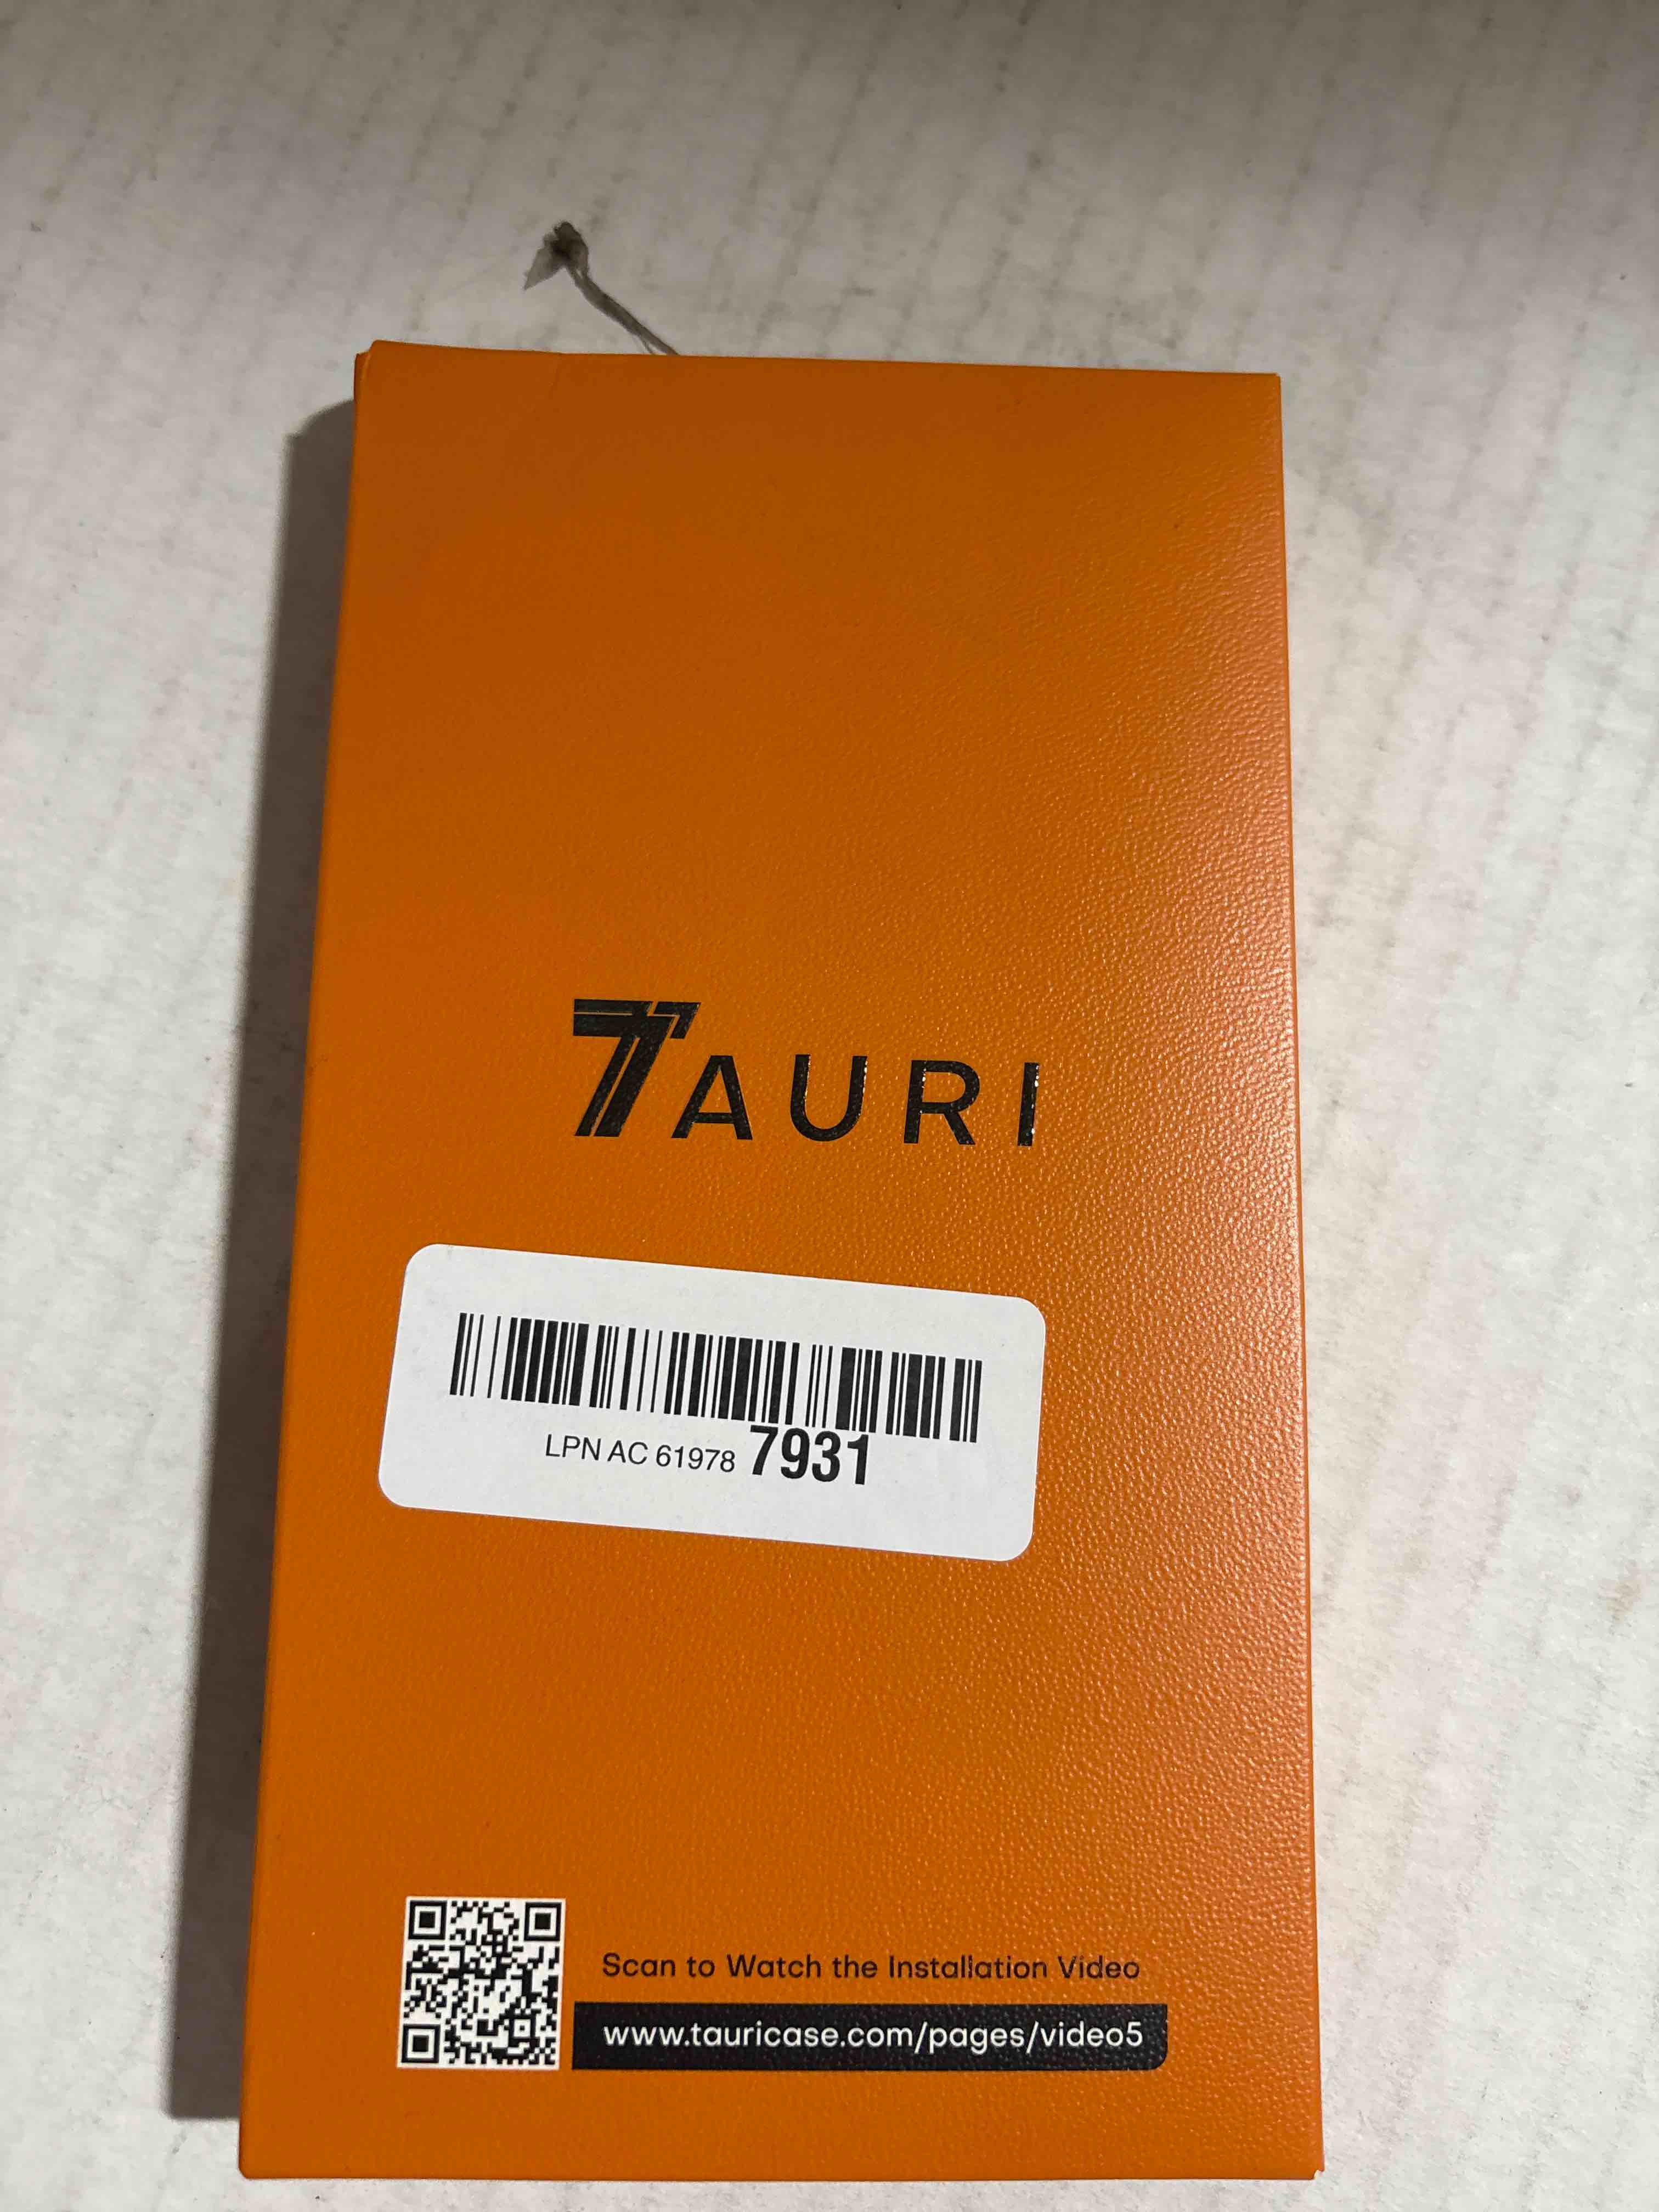 TAURI
LPN AC 61978 7931
Scan to Watch the Installation Video
www.tauricase.com/pages/video5